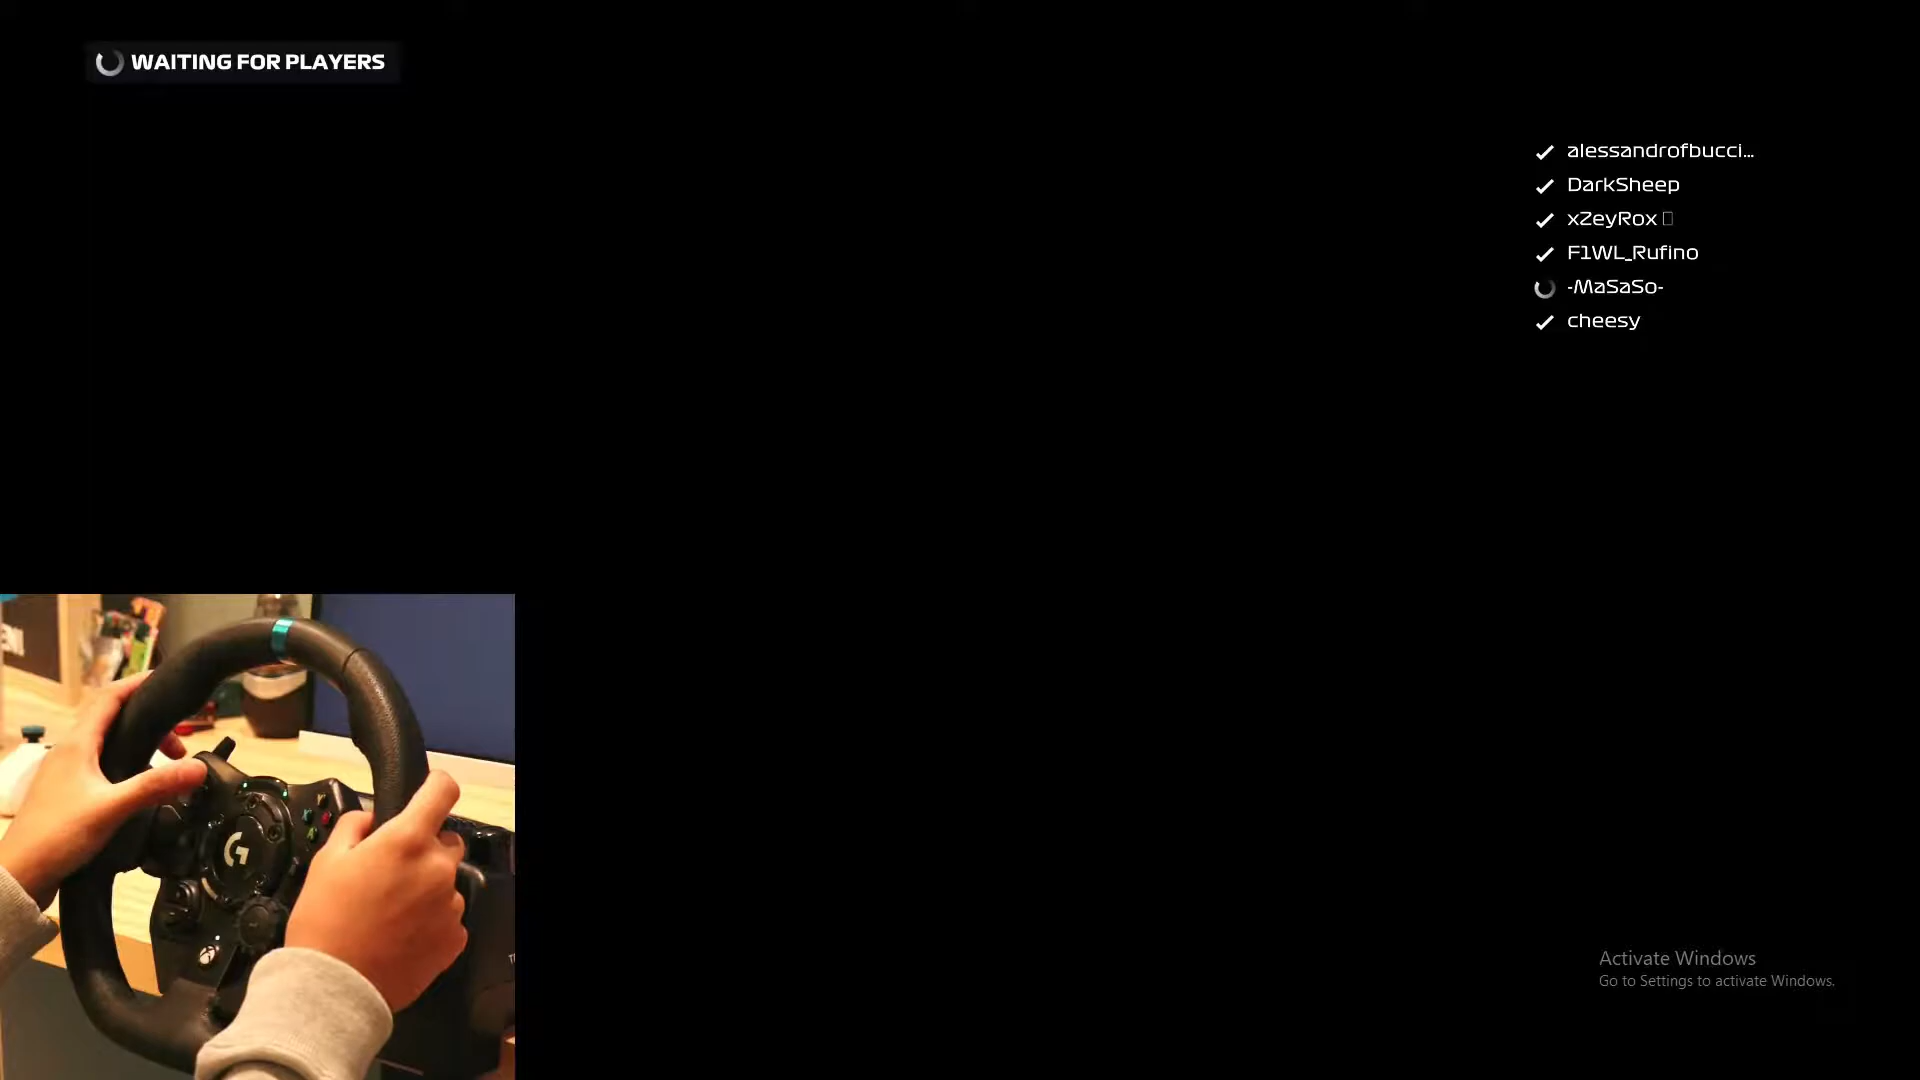 WAITING FOR PLAYERS
alessandrofbucci...
DarkSheep
xZeyRox
F1WL_Rufino
-MaSaSo-
cheesy
Activate Windows
Go to Settings to activate Windows.